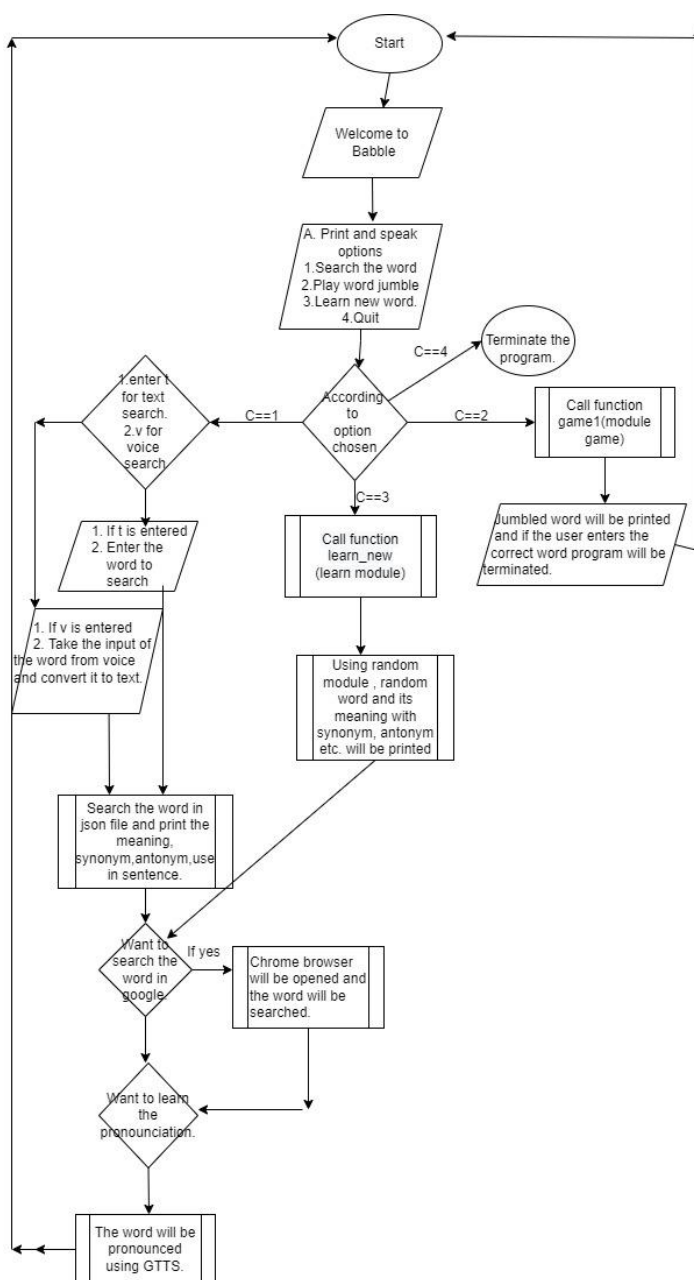 Start
Welcome to
Babble
A. Print and speak
options
1.Search the word
2.Play word jumble
3.Learn new word.
4.Quit
C==4
Terminate the
program.
1.enter t
for text
search.
2.v for
voice
search
C==1
According
to
option
chosen
C==2
Call function
game1(module
game)
C==3
1. If t is entered
2. Enter the
word to
search
Call function
learn_new
(learn module)
Jumbled word will be printed
and if the user enters the
correct word program will be
terminated.
1. If v is entered
2. Take the input of
the word from voice
and convert it to text.
Using random
module , random
word and its
meaning with
synonym, antonym
etc. will be printed
Search the word in
json file and print the
meaning,
synonym,antonym,use
in sentence.
Want to
search the
word in
google.
If yes
Chrome browser
will be opened and
the word will be
searched.
Want to learn
the
pronounciation.
The word will be
pronounced
using GTTS.